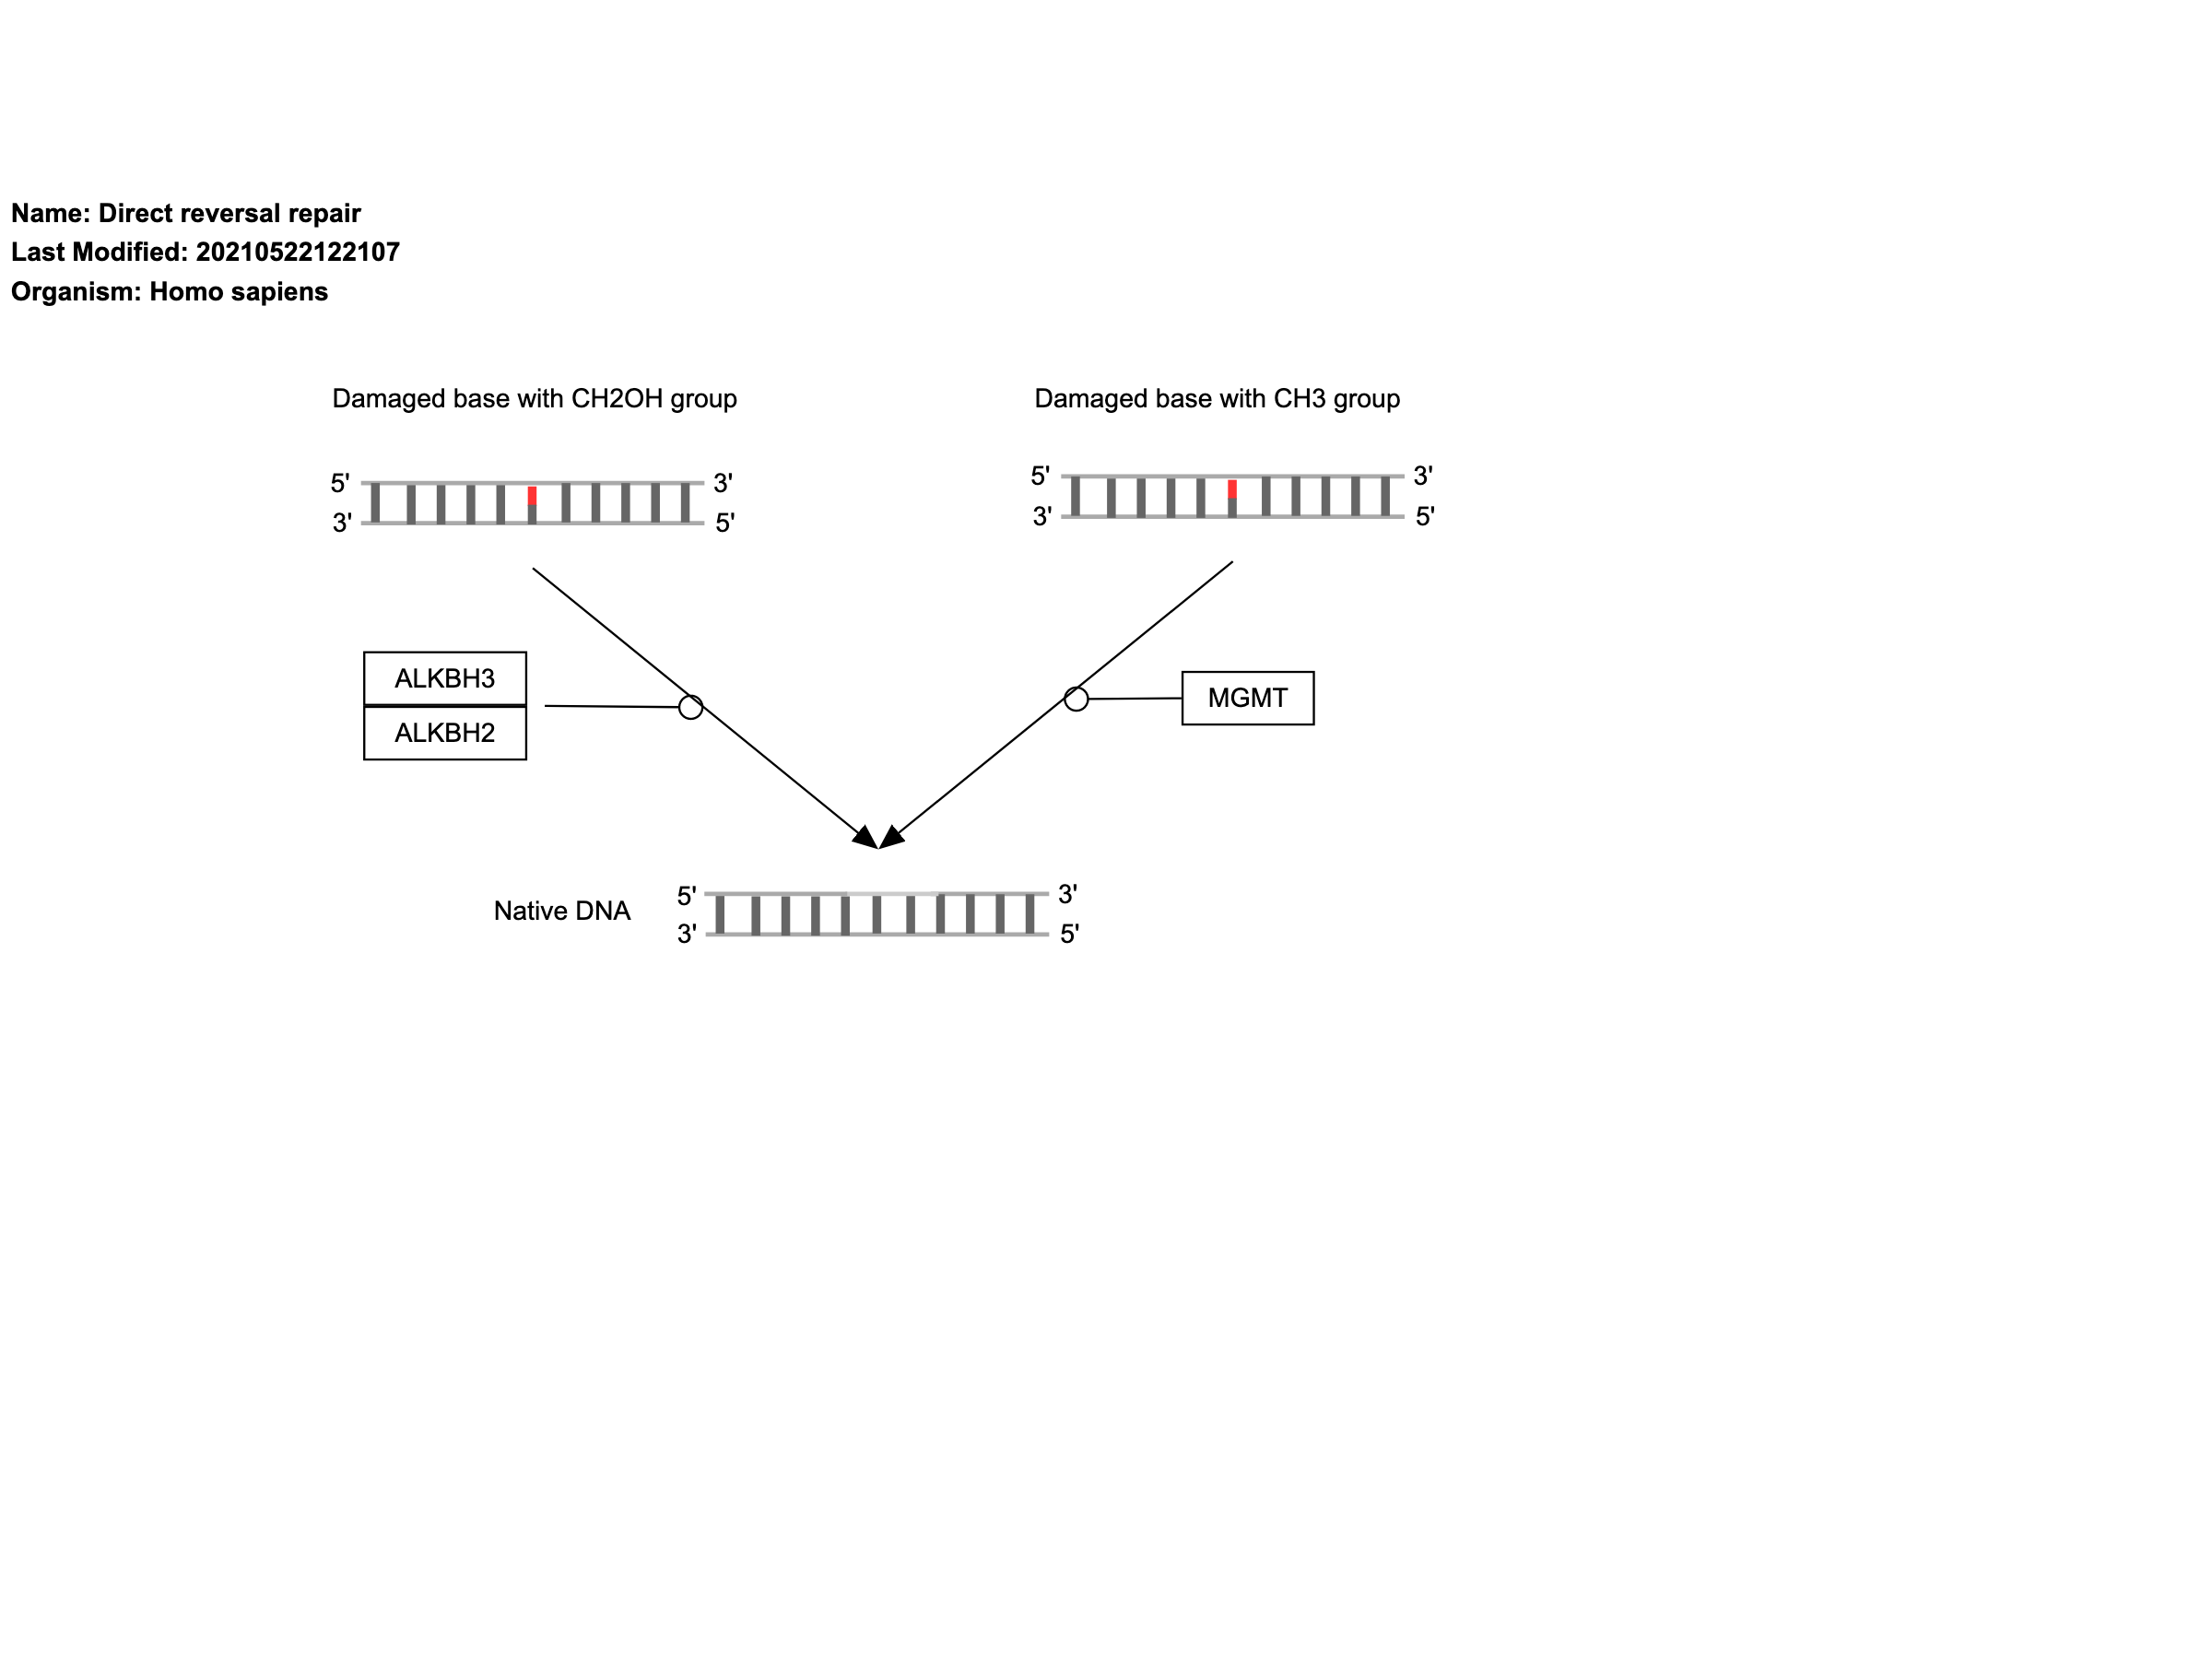 Name: Direct reversal repair
Last Modified: 20210522122107
Organism: Homo sapiens
Damaged base with CH2OH group
Damaged base with CH3 group
5' 3'
3' 5'
5' 3'
3' 5'
ALKBH3
ALKBH2
MGMT
Native DNA
5' 3'
3' 5'